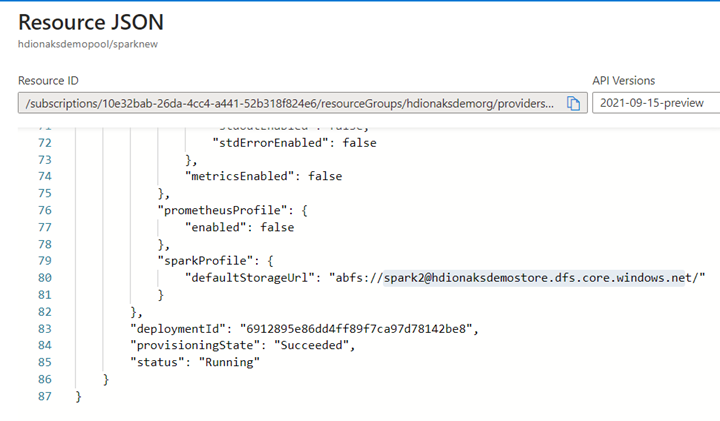 Resource JSON
hdionaksdemopool/sparknew
Resource ID
API Versions
/subscriptions/10e32bab-26da-4cc4-a441-52b318f824e6/resourceGroups/hdionaksdemorg/providers...
2021-09-15-preview
71 "stdoutEnabled": false,
72 "stdErrorEnabled": false
73 },
74 "metricsEnabled": false
75 },
76 "prometheusProfile": {
77 "enabled": false
78 },
79 "sparkProfile": {
80 "defaultStorageUrl": "abfs://spark2@hdionaksdemostore.dfs.core.windows.net/"
81 }
82 },
83 "deploymentId": "6912895e86dd4ff89f7ca97d78142be8",
84 "provisioningState": "Succeeded",
85 "status": "Running"
86 }
87 }